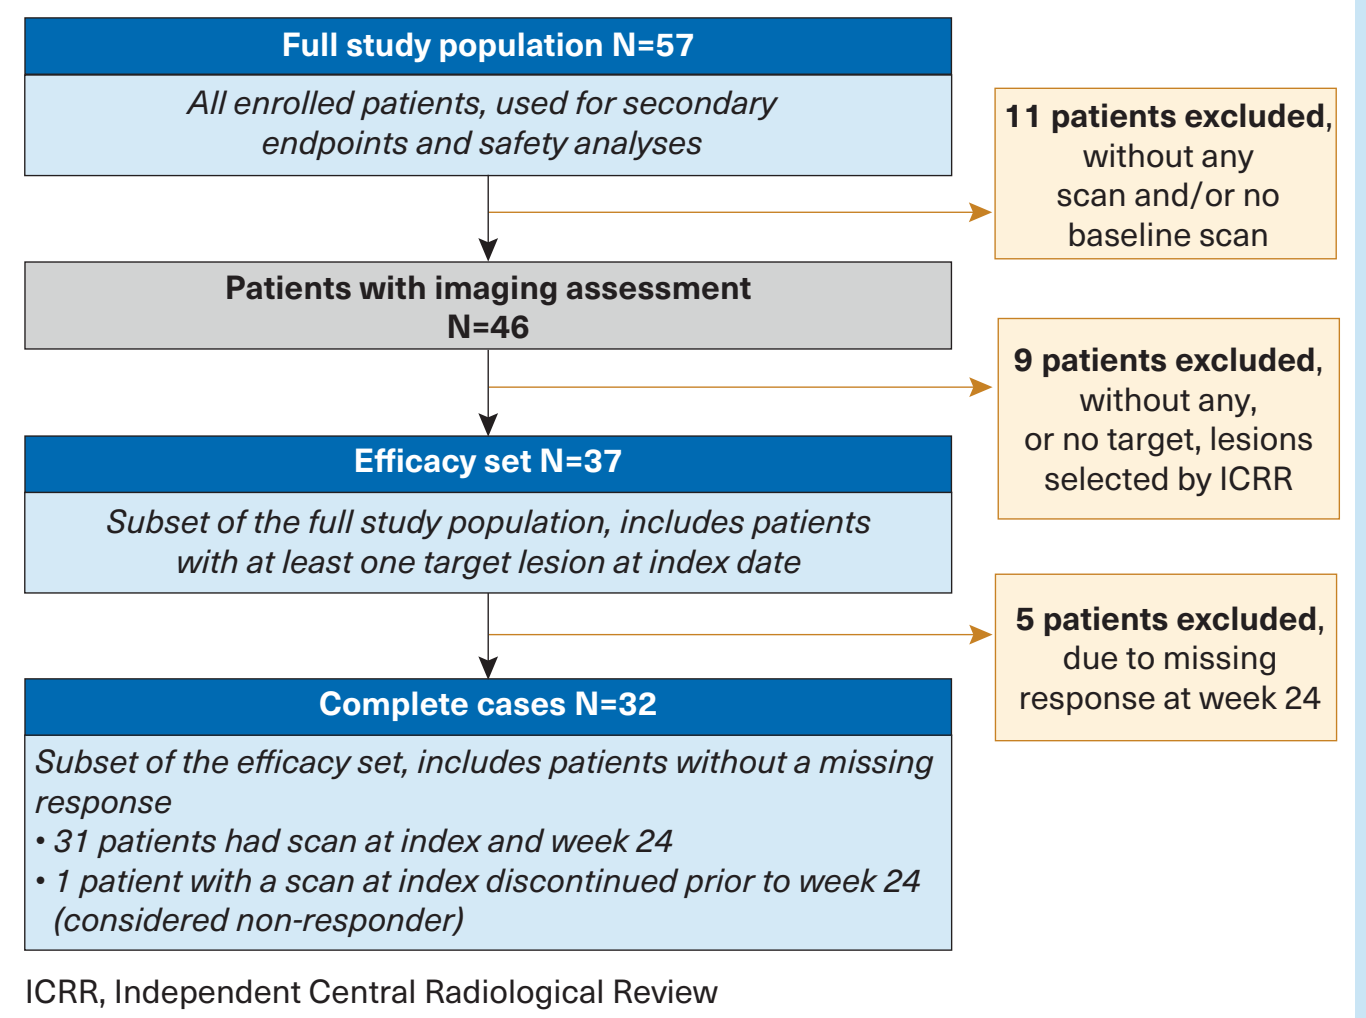 Full study population N=57
All enrolled patients, used for secondary
endpoints and safety analyses
11 patients excluded,
without any
scan and/or no
baseline scan
Patients with imaging assessment
N=46
9 patients excluded,
without any,
or no target, lesions
selected by ICRR
Efficacy set N=37
Subset of the full study population, includes patients
with at least one target lesion at index date
5 patients excluded,
due to missing
response at week 24
Complete cases N=32
Subset of the efficacy set, includes patients without a missing
response
• 31 patients had scan at index and week 24
• 1 patient with a scan at index discontinued prior to week 24
(considered non-responder)
ICRR, Independent Central Radiological Review